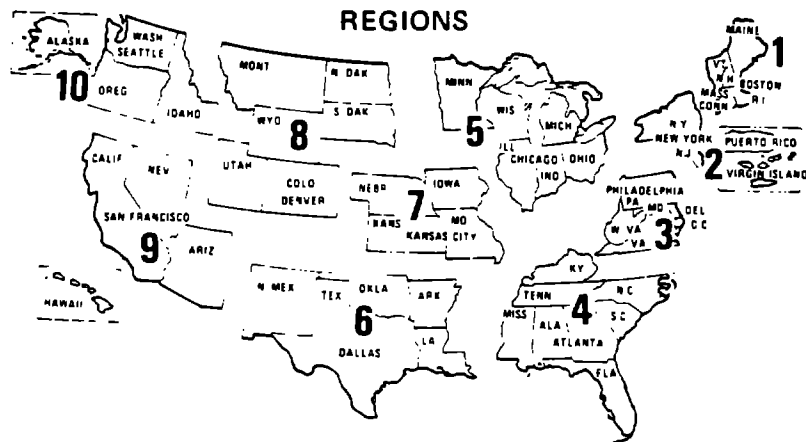 REGIONS
ALASKA
WASH
SEATTLE
10
OREG
IDAHO
MONT
N DAK
S DAK
WYO
8
UTAH
COLO
DENVER
MINN
WIS
MICH
5
ILL
CHICAGO
IND
OHIO
MAINE
1
VT
N H
BOSTON
MASS
R I
CONN
N Y
NEW YORK
N J
2
PUERTO RICO
VIRGIN ISLAND
PHILADELPHIA
PA
MD
DEL
D C
W VA
VA
3
CALIF
NEV
SAN FRANCISCO
9
ARIZ
HAWAII
NEBR
IOWA
7
KANS
MO
KANSAS CITY
N MEX
TEX
OKLA
ARK
6
LA
DALLAS
KY
TENN
N C
4
MISS
ALA
S C
ATLANTA
FLA